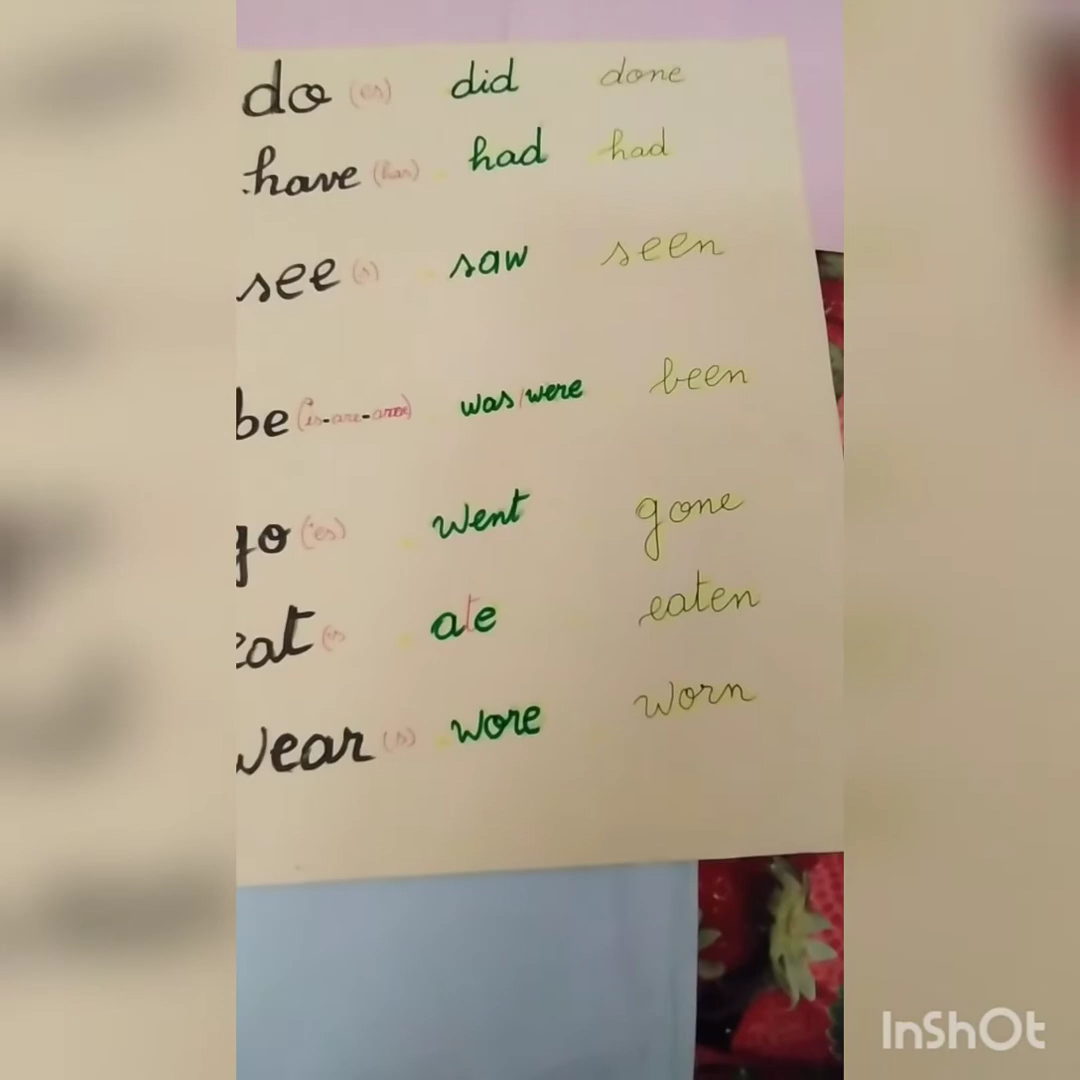 do (es) did done
have (has) had had
see (s) saw seen
be (is-are-am) was/were been
go (es) went gone
eat (s ate eaten
wear (s) wore worn
InShOt